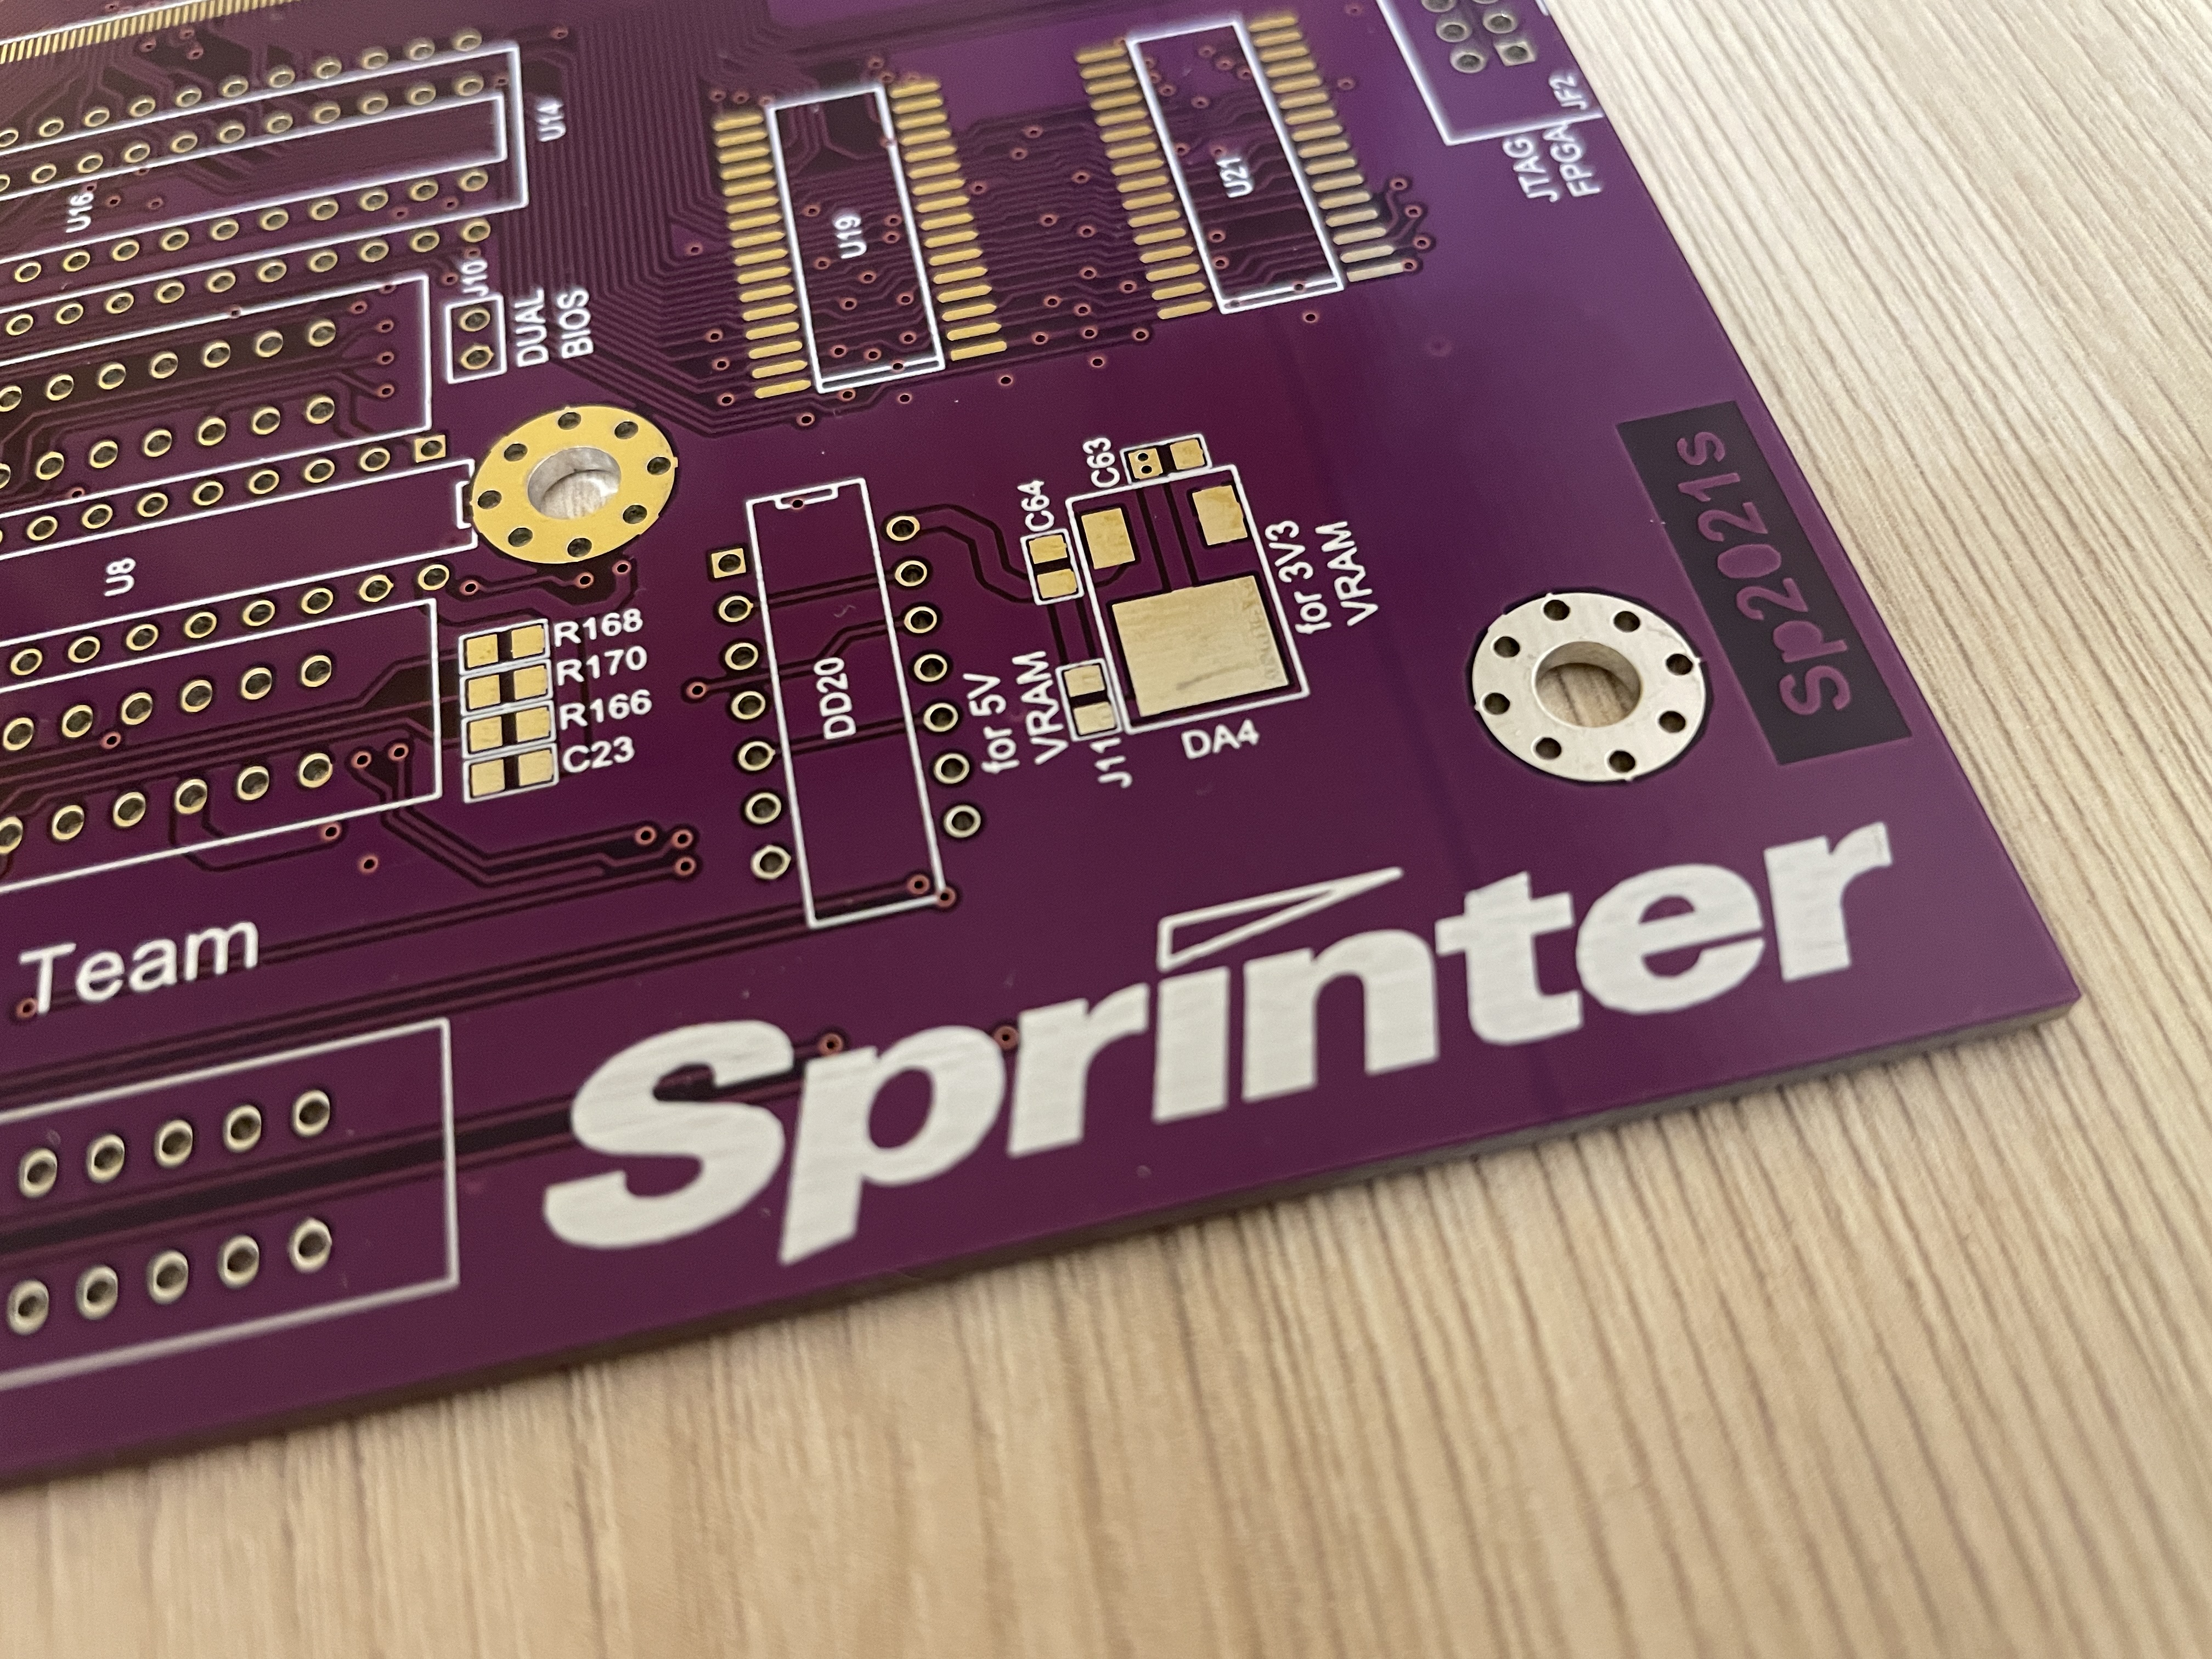 U14
U16
U19
U21
JTAG
FPGA
JF2
J10
DUAL
BIOS
U8
R168
R170
R166
C23
DD20
C64
C63
for 3V3
VRAM
for 5V
VRAM
J11
DA4
Sp2021s
Team
Sprinter